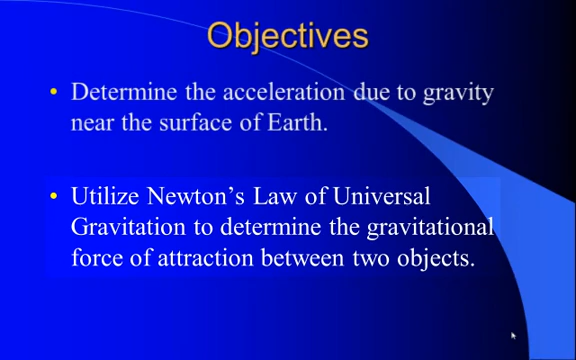 Objectives
• Determine the acceleration due to gravity
near the surface of Earth.
• Utilize Newton’s Law of Universal
Gravitation to determine the gravitational
force of attraction between two objects.